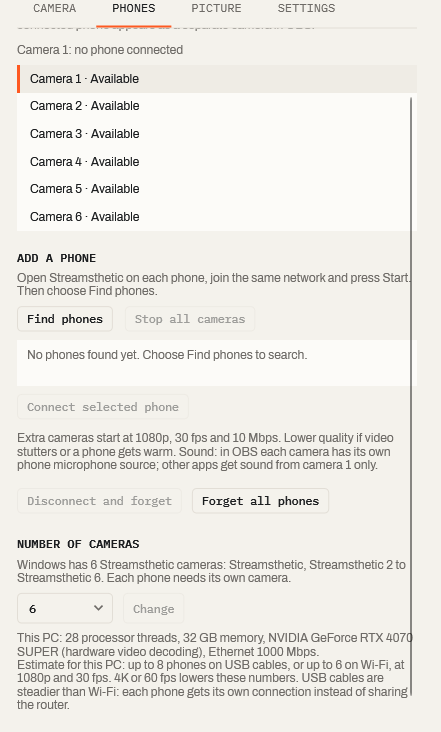 CAMERA PHONES PICTURE SETTINGS
Camera 1: no phone connected
Camera 1 · Available
Camera 2 · Available
Camera 3 · Available
Camera 4 · Available
Camera 5 · Available
Camera 6 · Available
ADD A PHONE
Open Streamsthetic on each phone, join the same network and press Start.
Then choose Find phones.
Find phones Stop all cameras
No phones found yet. Choose Find phones to search.
Connect selected phone
Extra cameras start at 1080p, 30 fps and 10 Mbps. Lower quality if video
stutters or a phone gets warm. Sound: in OBS each camera has its own
phone microphone source; other apps get sound from camera 1 only.
Disconnect and forget Forget all phones
NUMBER OF CAMERAS
Windows has 6 Streamsthetic cameras: Streamsthetic, Streamsthetic 2 to
Streamsthetic 6. Each phone needs its own camera.
6 Change
This PC: 28 processor threads, 32 GB memory, NVIDIA GeForce RTX 4070
SUPER (hardware video decoding), Ethernet 1000 Mbps.
Estimate for this PC: up to 8 phones on USB cables, or up to 6 on Wi-Fi, at
1080p and 30 fps. 4K or 60 fps lowers these numbers. USB cables are
steadier than Wi-Fi: each phone gets its own connection instead of sharing
the router.